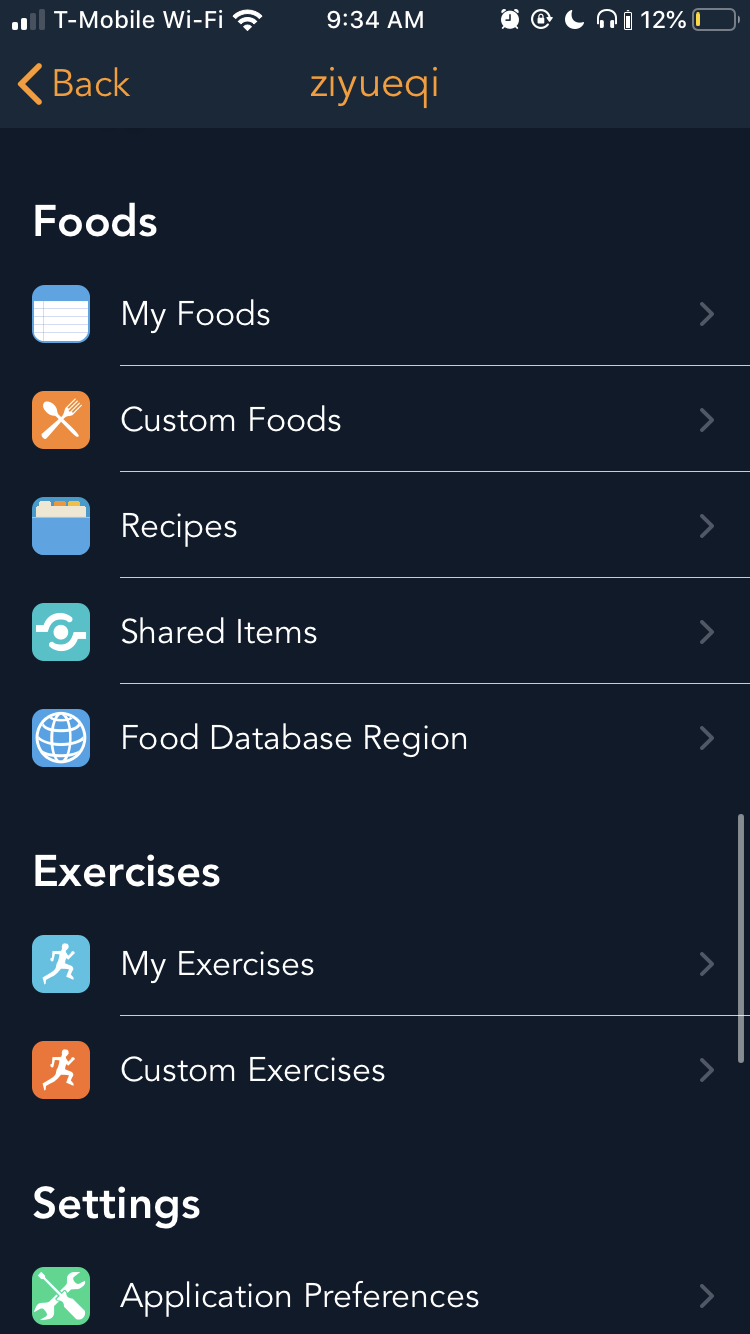 T-Mobile Wi-Fi 9:34 AM 12%
Back ziyueqi
Foods
My Foods
Custom Foods
Recipes
Shared Items
Food Database Region
Exercises
My Exercises
Custom Exercises
Settings
Application Preferences